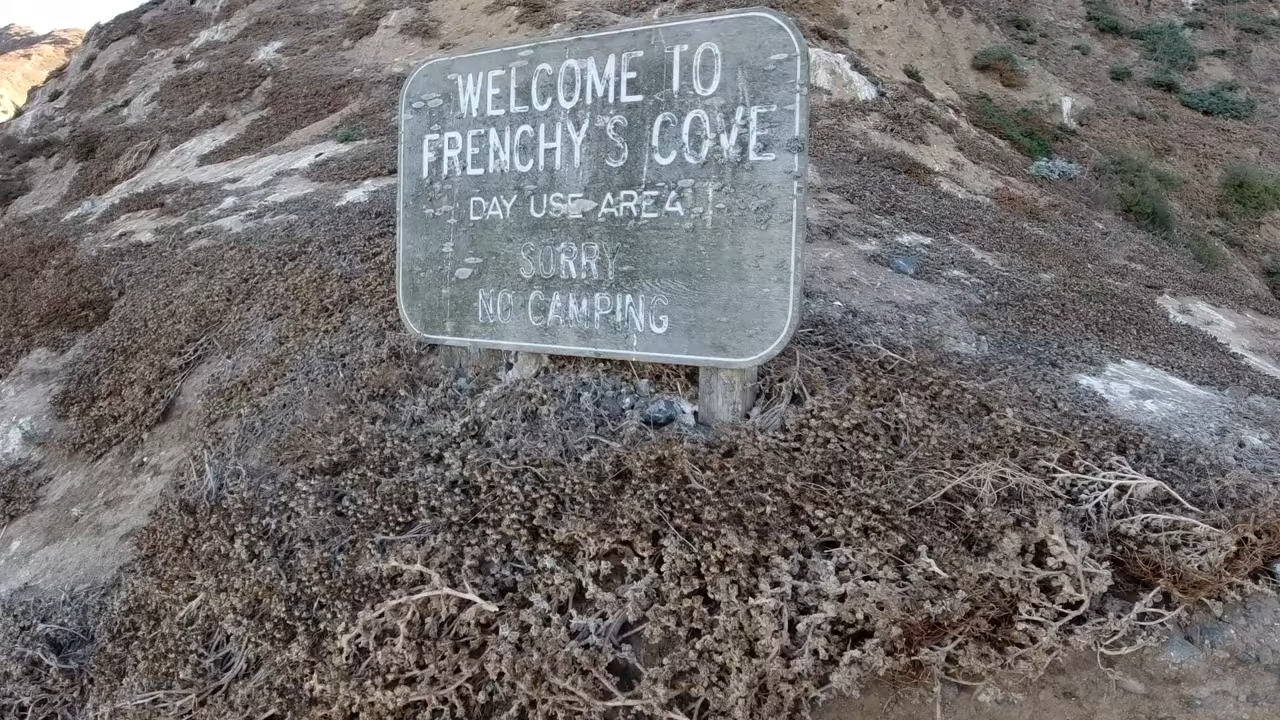 WELCOME TO
FRENCHY'S COVE
DAY USE AREA
SORRY
NO CAMPING